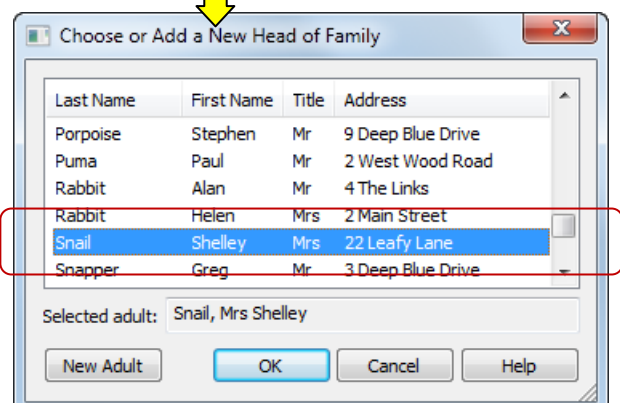 Choose or Add a New Head of Family
Last Name First Name Title Address
Porpoise Stephen Mr 9 Deep Blue Drive
Puma Paul Mr 2 West Wood Road
Rabbit Alan Mr 4 The Links
Rabbit Helen Mrs 2 Main Street
Snail Shelley Mrs 22 Leafy Lane
Snapper Greg Mr 3 Deep Blue Drive
Selected adult: Snail, Mrs Shelley
New Adult OK Cancel Help